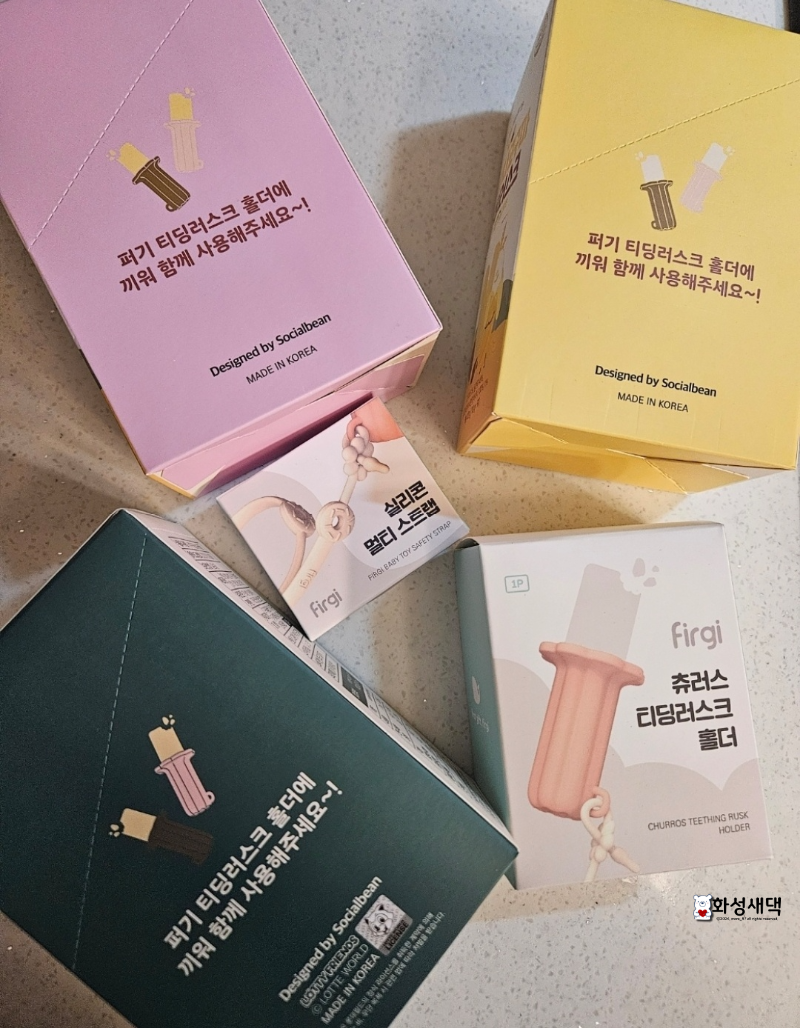 퍼기 티딩러스크 홀더에
끼워 함께 사용해주세요~!
Designed by Socialbean
MADE IN KOREA
퍼기 티딩러스크 홀더에
끼워 함께 사용해주세요~!
Designed by Socialbean
MADE IN KOREA
실리콘
멀티 스트랩
FIRGI BABY TOY SAFETY STRAP
firgi
1P
firgi
츄러스
티딩러스크
홀더
CHURROS TEETHING RUSK
HOLDER
퍼기 티딩러스크 홀더에
끼워 함께 사용해주세요~!
Designed by Socialbean
© LOTTE WORLD
MADE IN KOREA
화성새댁